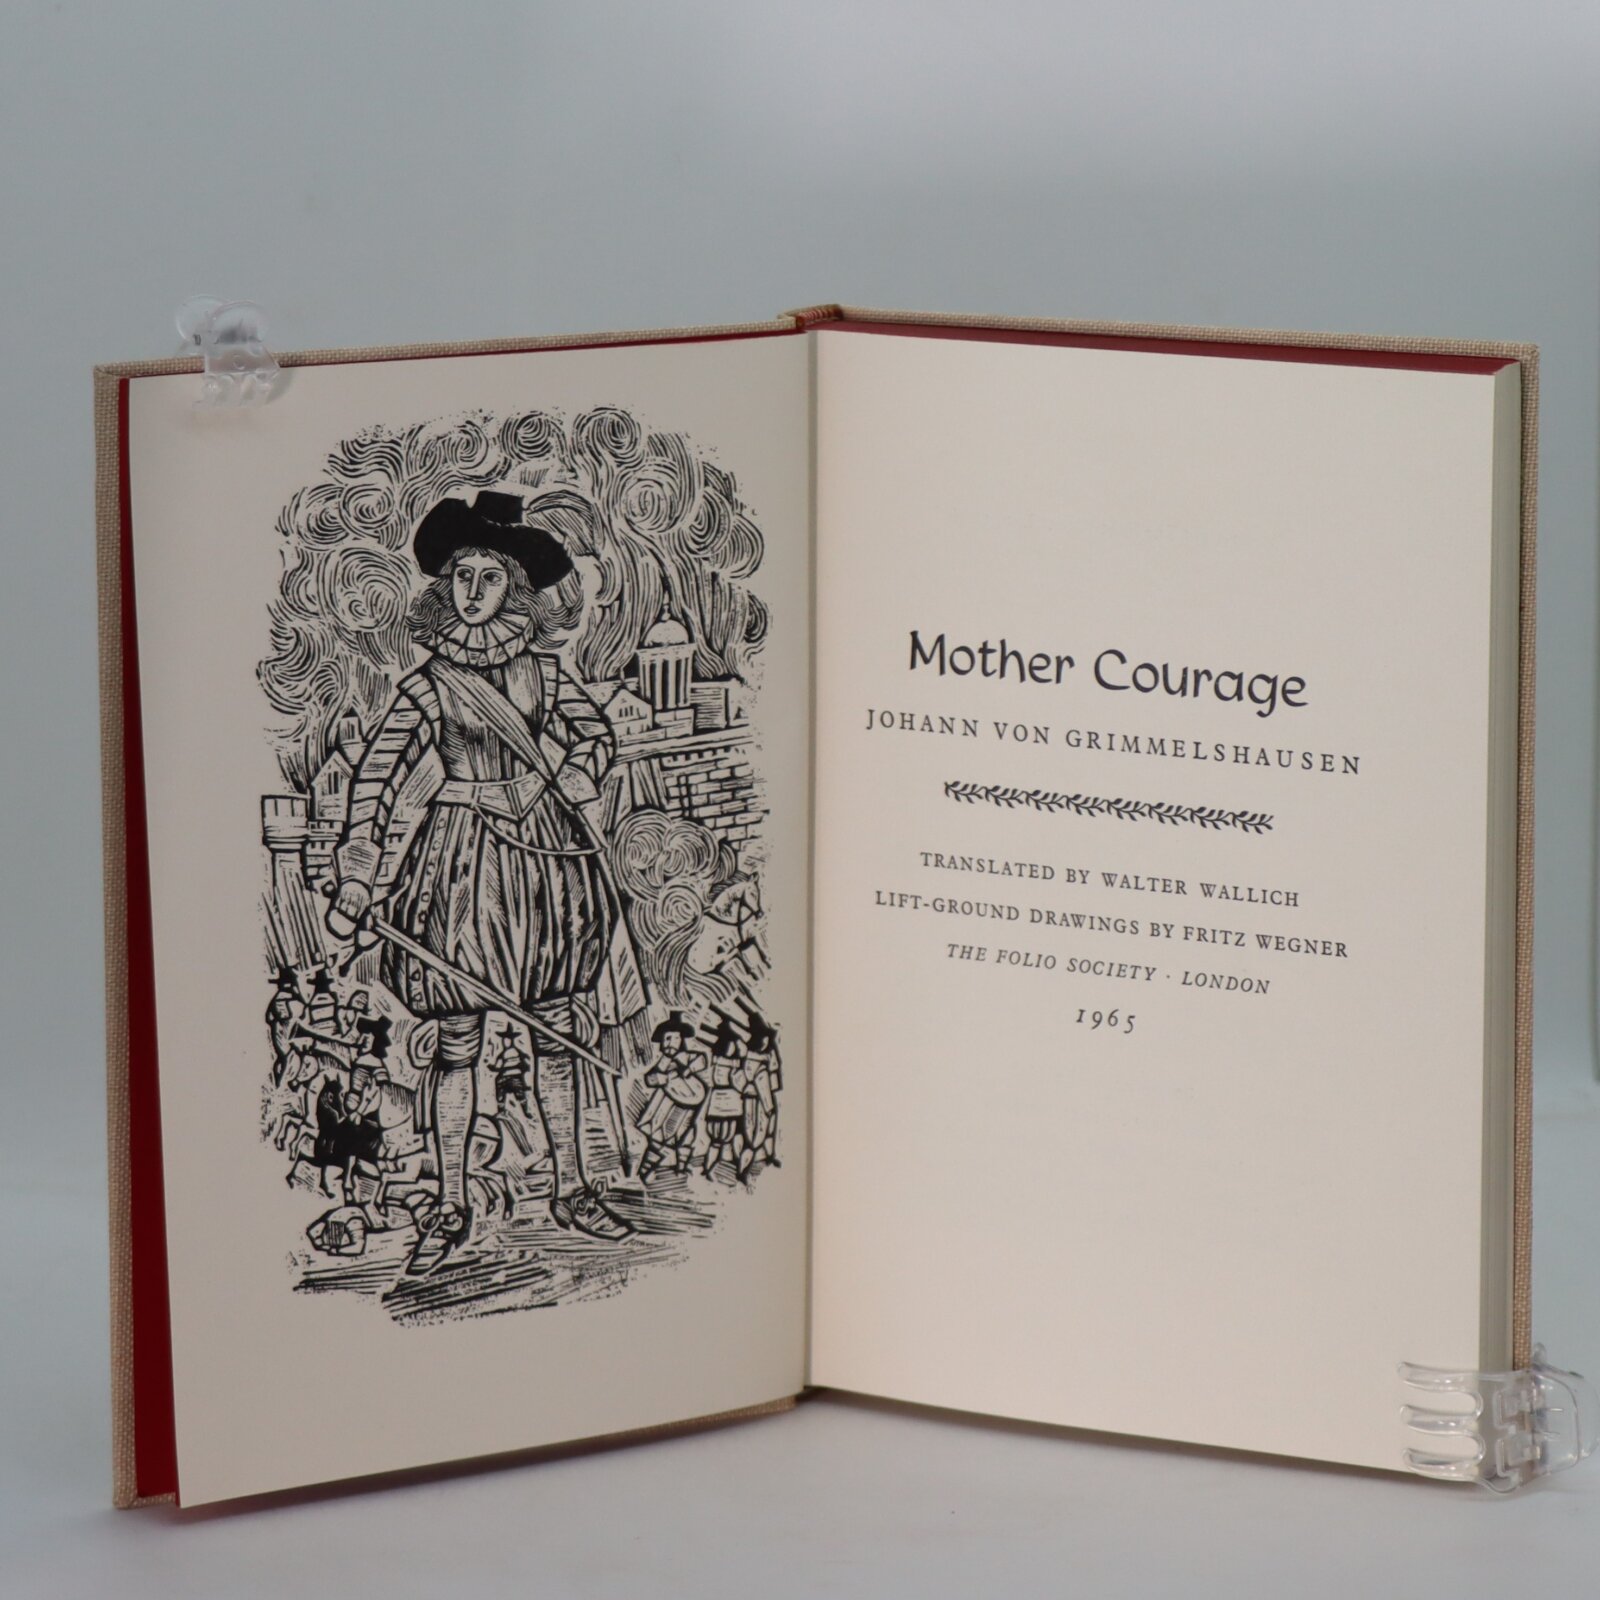 Mother Courage
JOHANN VON GRIMMELSHAUSEN
TRANSLATED BY WALTER WALLICH
LIFT-GROUND DRAWINGS BY FRITZ WEGNER
THE FOLIO SOCIETY · LONDON
1965